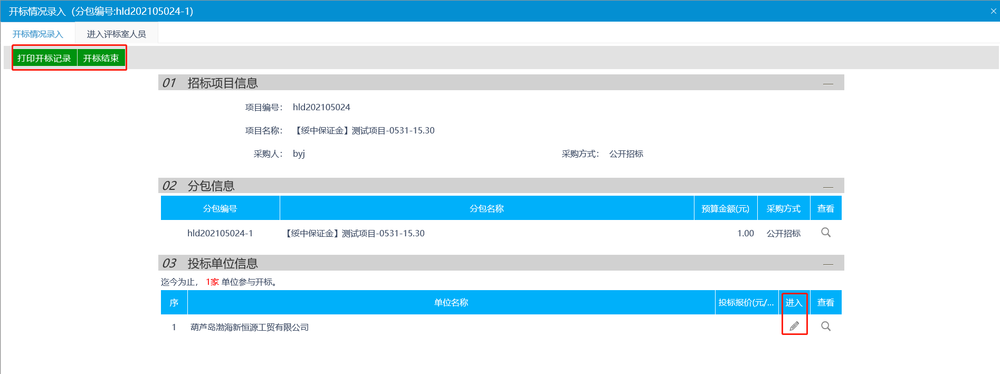 开标情况录入（分包编号:hld202105024-1）
开标情况录入 进入评标室人员
打印开标记录 开标结束
01 招标项目信息
项目编号： hld202105024
项目名称： 【绥中保证金】测试项目-0531-15.30
采购人： byj 采购方式： 公开招标
02 分包信息
分包编号 分包名称 预算金额(元) 采购方式 查看
hld202105024-1 【绥中保证金】测试项目-0531-15.30 1.00 公开招标
03 投标单位信息
迄今为止， 1家 单位参与开标。
序 单位名称 投标报价(元/... 进入 查看
1 葫芦岛渤海新恒源工贸有限公司